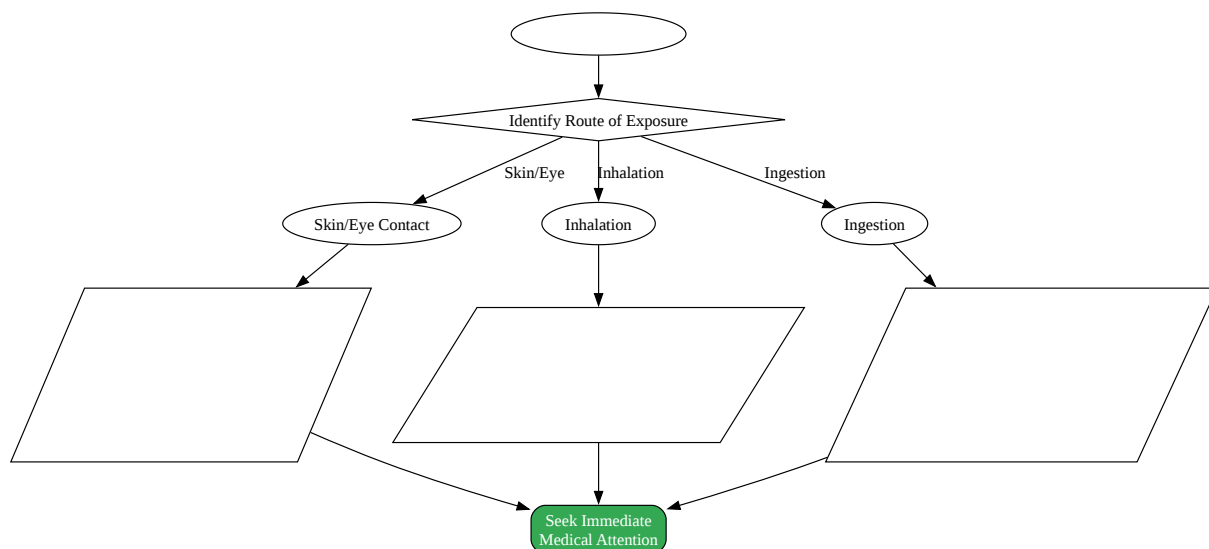 Identify Route of Exposure
Skin/Eye
Inhalation
Ingestion
Skin/Eye Contact
Inhalation
Ingestion
Seek Immediate
Medical Attention